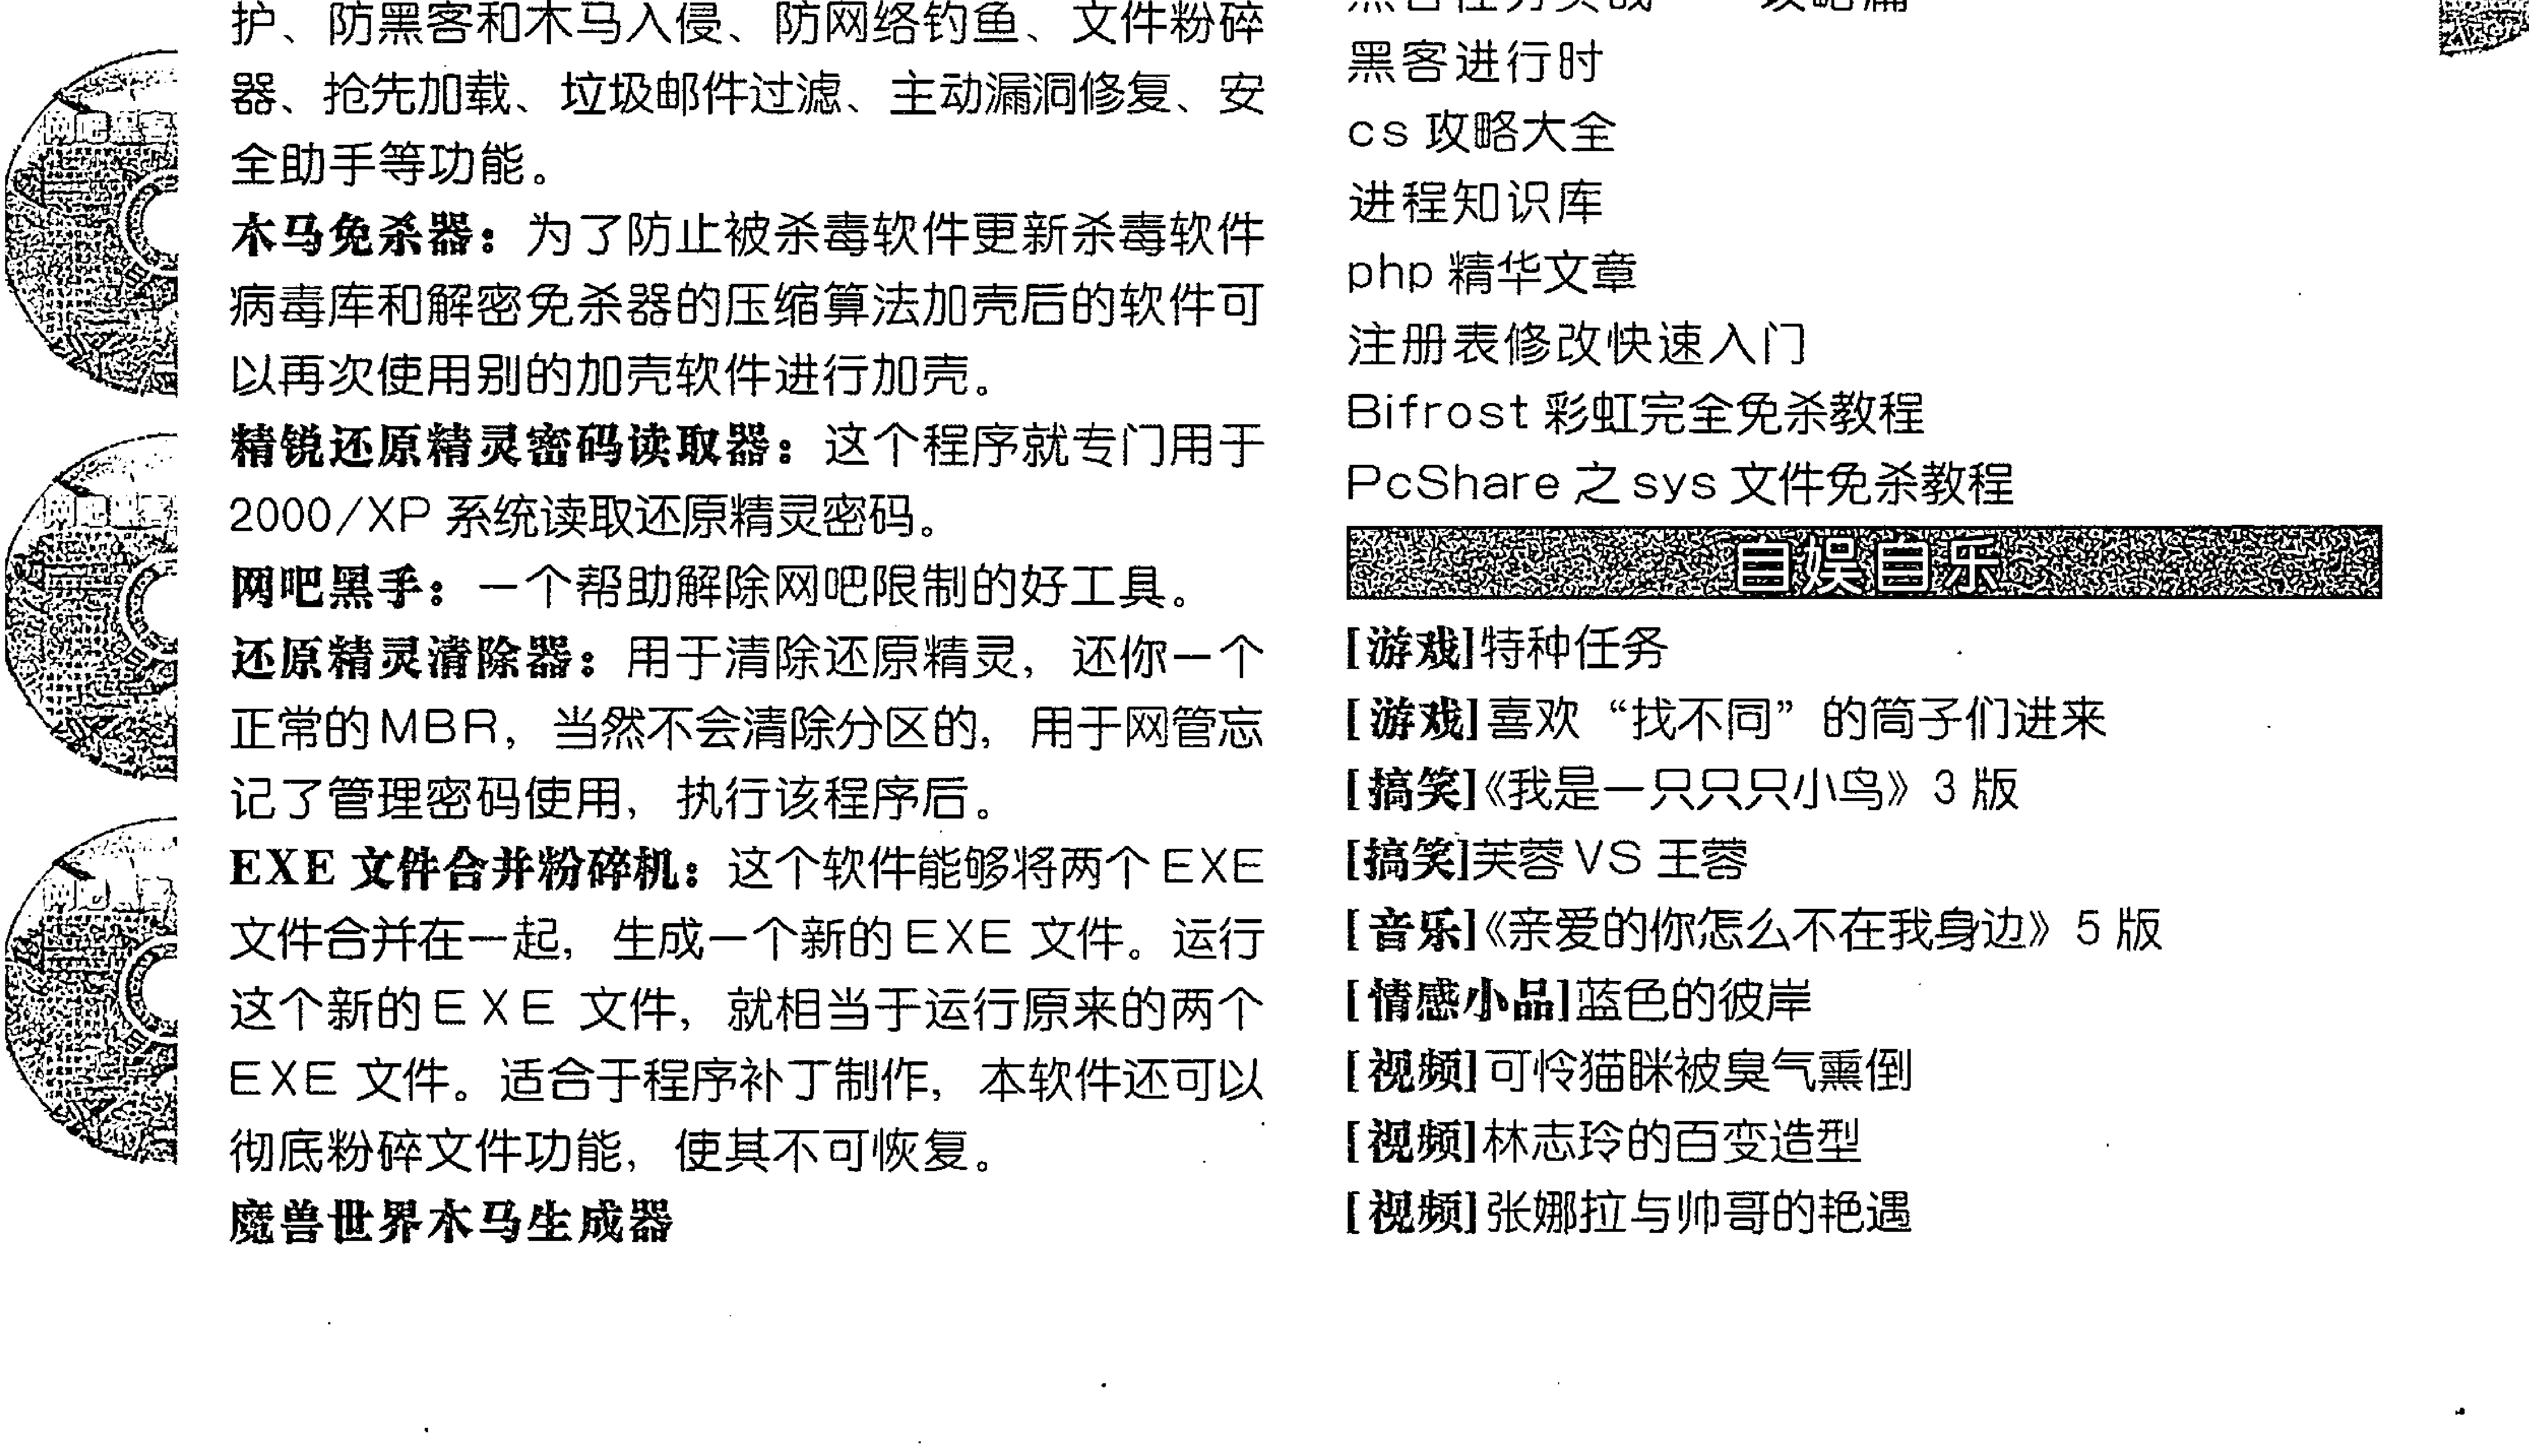 护、防黑客和木马入侵、防网络钓鱼、文件粉碎
器、抢先加载、垃圾邮件过滤、主动漏洞修复、安
全助手等功能。
木马免杀器：为了防止被杀毒软件更新杀毒软件
病毒库和解密免杀器的压缩算法加壳后的软件可
以再次使用别的加壳软件进行加壳。
精锐还原精灵密码读取器：这个程序就专门用于
2000/XP 系统读取还原精灵密码。
网吧黑手：一个帮助解除网吧限制的好工具。
还原精灵清除器：用于清除还原精灵，还你一个
正常的MBR，当然不会清除分区的，用于网管忘
记了管理密码使用，执行该程序后。
EXE 文件合并粉碎机：这个软件能够将两个EXE
文件合并在一起，生成一个新的EXE 文件。运行
这个新的EXE 文件，就相当于运行原来的两个
EXE 文件。适合于程序补丁制作，本软件还可以
彻底粉碎文件功能，使其不可恢复。
魔兽世界木马生成器
黑客进行时
cs 攻略大全
进程知识库
php 精华文章
注册表修改快速入门
Bifrost 彩虹完全免杀教程
PcShare 之 sys 文件免杀教程
自娱自乐
[游戏]特种任务
[游戏]喜欢“找不同”的筒子们进来
[搞笑]《我是一只只只小鸟》3 版
[搞笑]芙蓉 VS 王蓉
[音乐]《亲爱的你怎么不在我身边》5 版
[情感小品]蓝色的彼岸
[视频]可怜猫眯被臭气熏倒
[视频]林志玲的百变造型
[视频]张娜拉与帅哥的艳遇